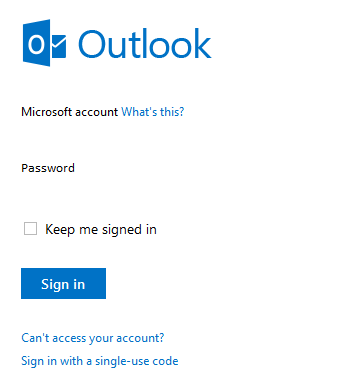 Outlook
Microsoft account What's this?
Password
Keep me signed in
Sign in
Can't access your account?
Sign in with a single-use code